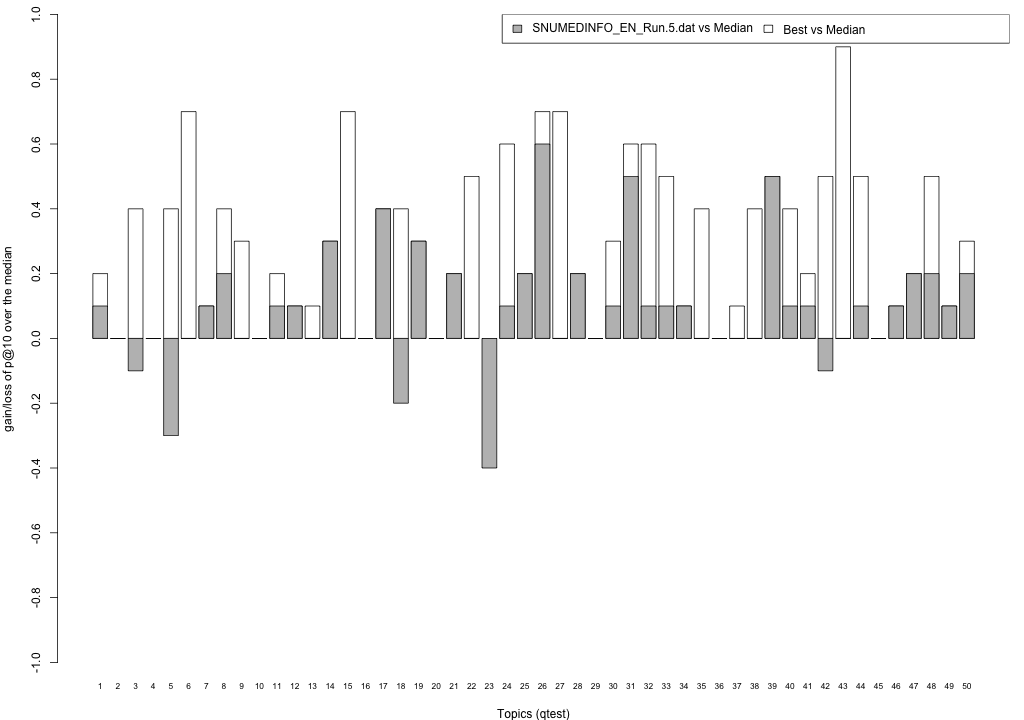 SNUMEDINFO_EN_Run.5.dat vs Median Best vs Median
gain/loss of p@10 over the median
1.0
0.8
0.6
0.4
0.2
0.0
-0.2
-0.4
-0.6
-0.8
-1.0
1 2 3 4 5 6 7 8 9 10 11 12 13 14 15 16 17 18 19 20 21 22 23 24 25 26 27 28 29 30 31 32 33 34 35 36 37 38 39 40 41 42 43 44 45 46 47 48 49 50
Topics (qtest)